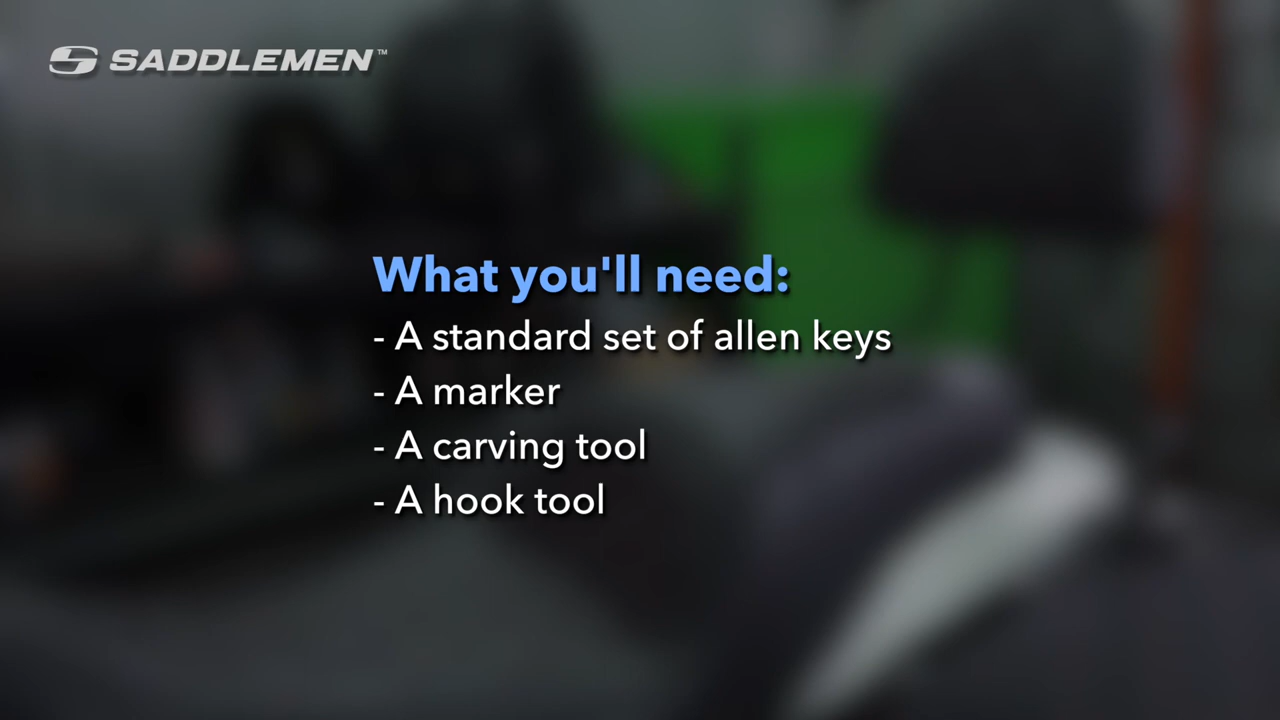 SADDLEMEN™
What you'll need:
- A standard set of allen keys
- A marker
- A carving tool
- A hook tool